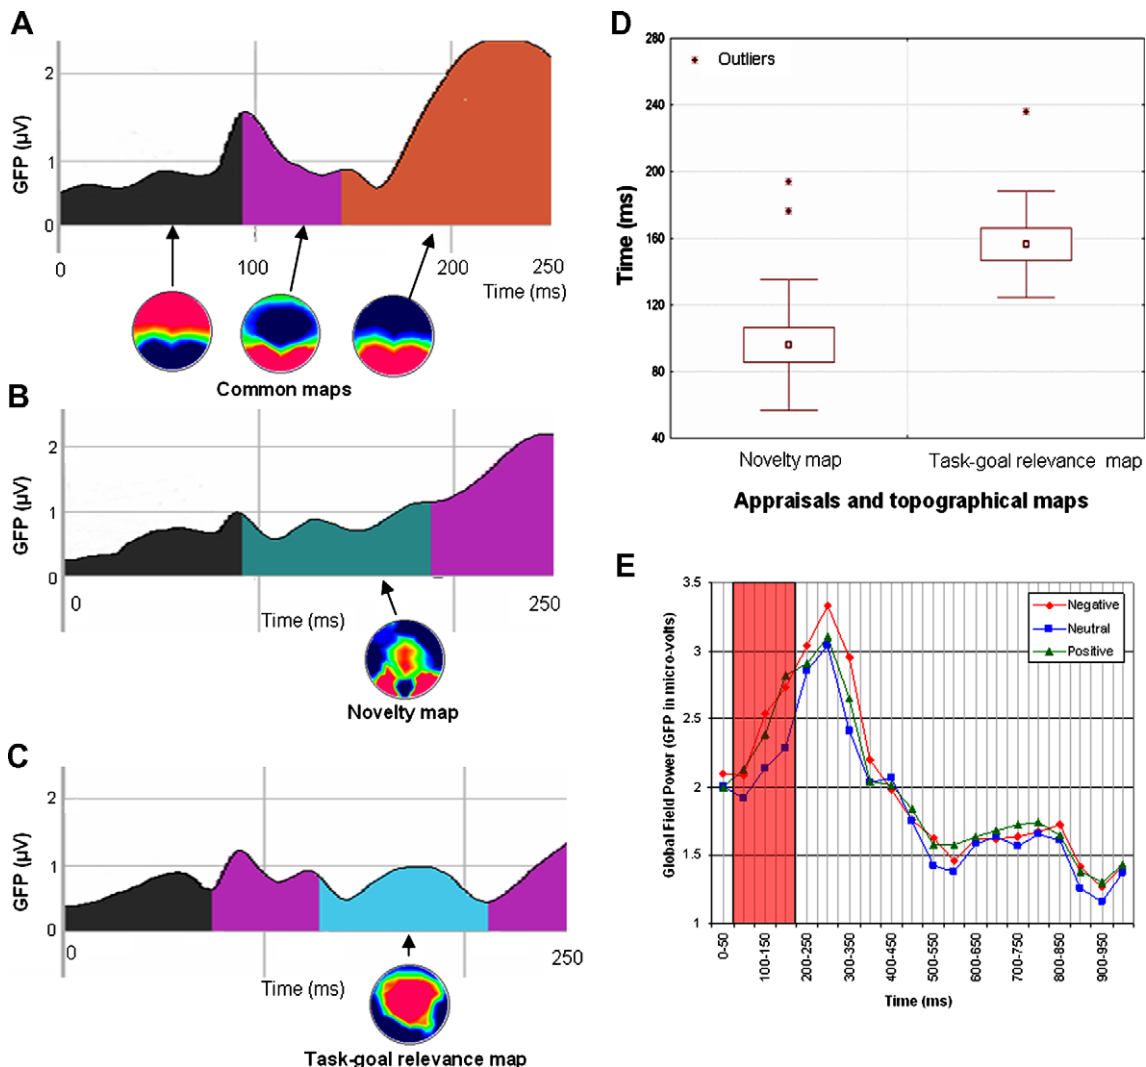 A
GFP (µV)
2
1
0
0
100
200
250
Time (ms)
Common maps
B
GFP (µV)
2
1
0
0
250
Time (ms)
Novelty map
C
GFP (µV)
2
1
0
0
250
Time (ms)
Task-goal relevance map
D
Time (ms)
280
240
200
160
120
80
40
Outliers
Novelty map
Task-goal relevance map
Appraisals and topographical maps
E
Global Field Power (GFP in micro-volts)
3.5
3
2.5
2
1.5
1
Negative
Neutral
Positive
0-50
100-150
200-250
300-350
400-450
500-550
600-650
700-750
800-850
900-950
Time (ms)